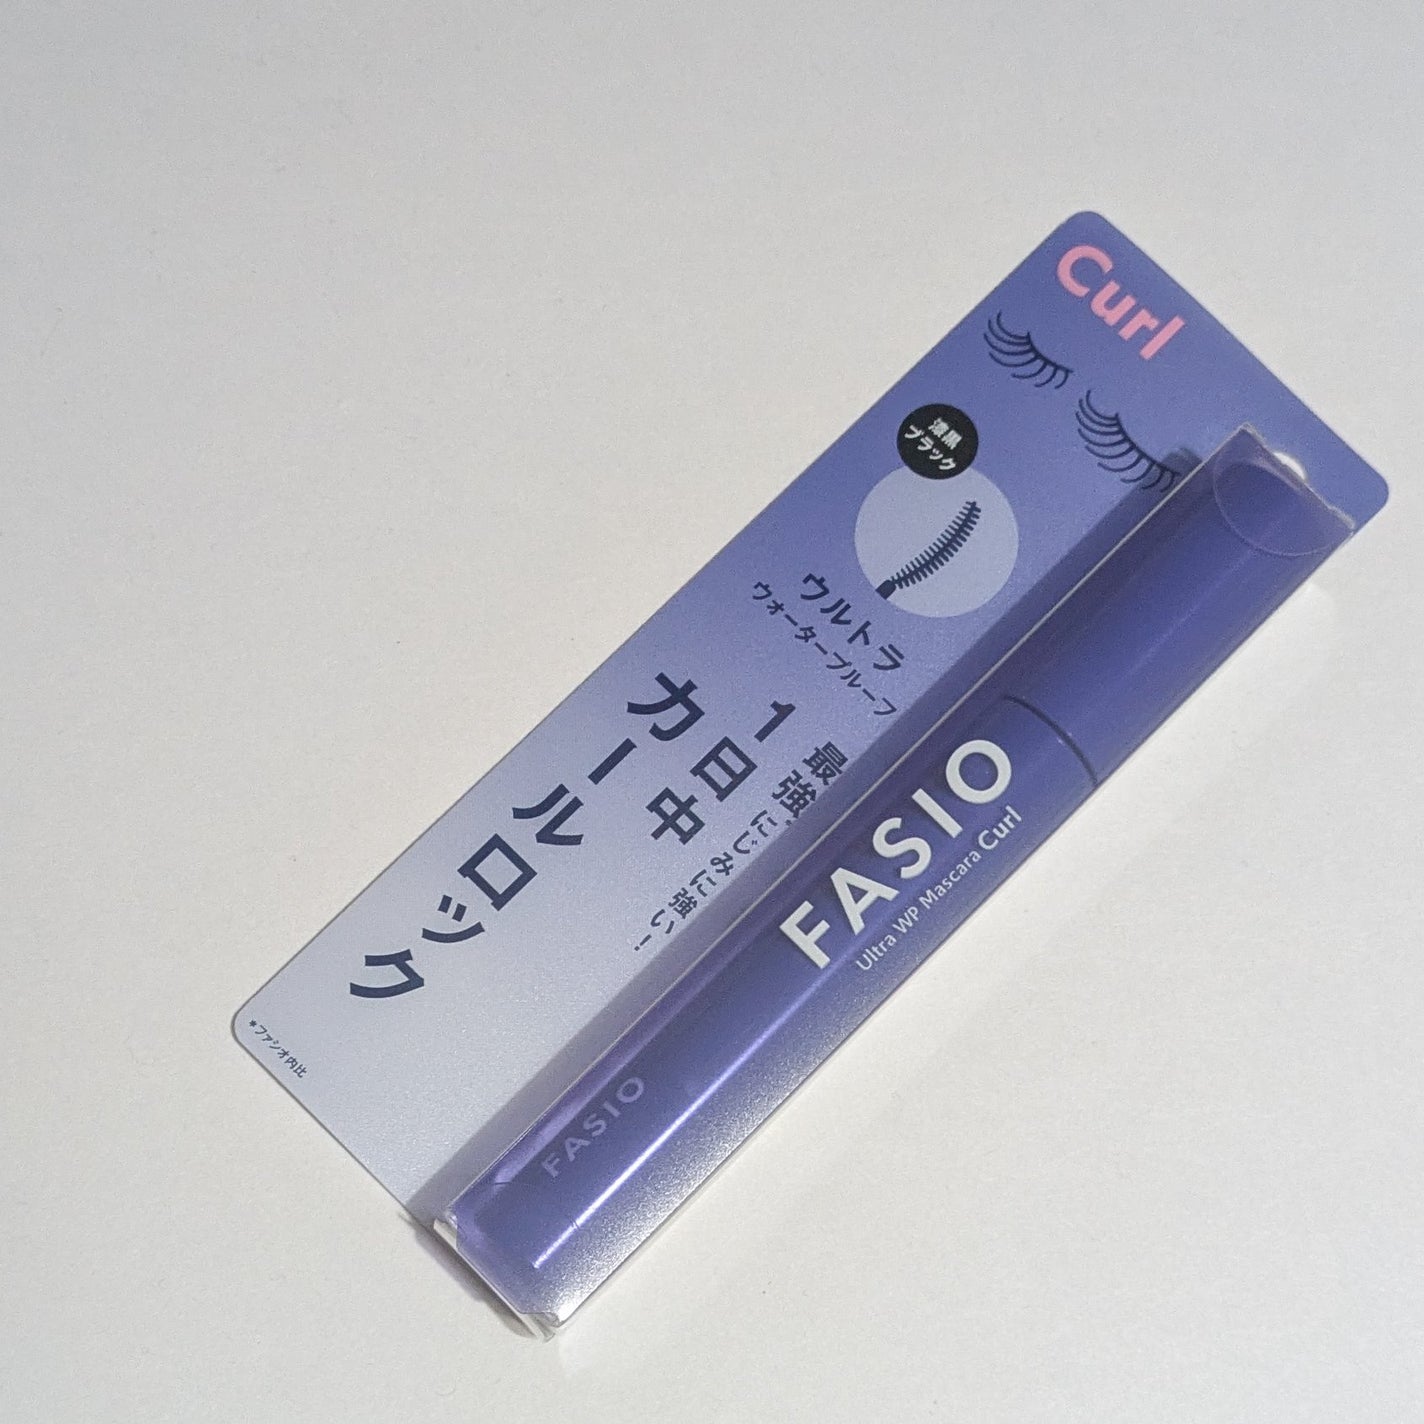 Curl
漆黒
ブラック
ウルトラ
ウォータープルーフ
最強
にじみに強い!
1日中
カールロック
*ファシオ内比
FASIO
Ultra WP Mascara Curl
FASIO